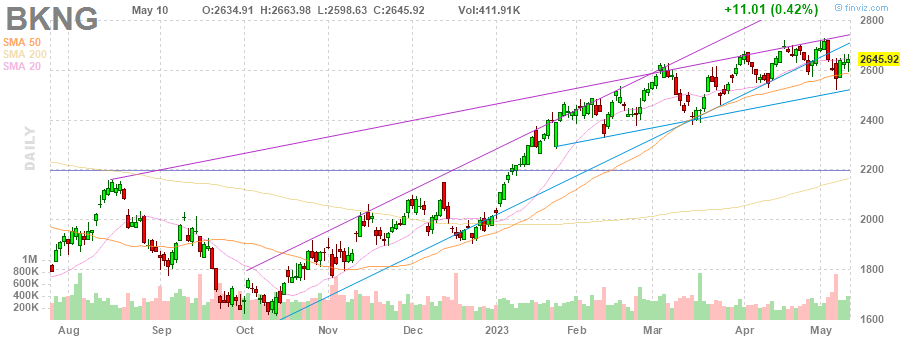 BKNG May 10 O:2634.91 H:2663.98 L:2598.63 C:2645.92 Vol:411.91K +11.01 (0.42%) © finviz.com
SMA 50
SMA 200
SMA 20
2800
2645.92
2600
2400
2200
2000
1800
1600
DAILY
1M
800K
600K
400K
200K
Aug Sep Oct Nov Dec 2023 Feb Mar Apr May